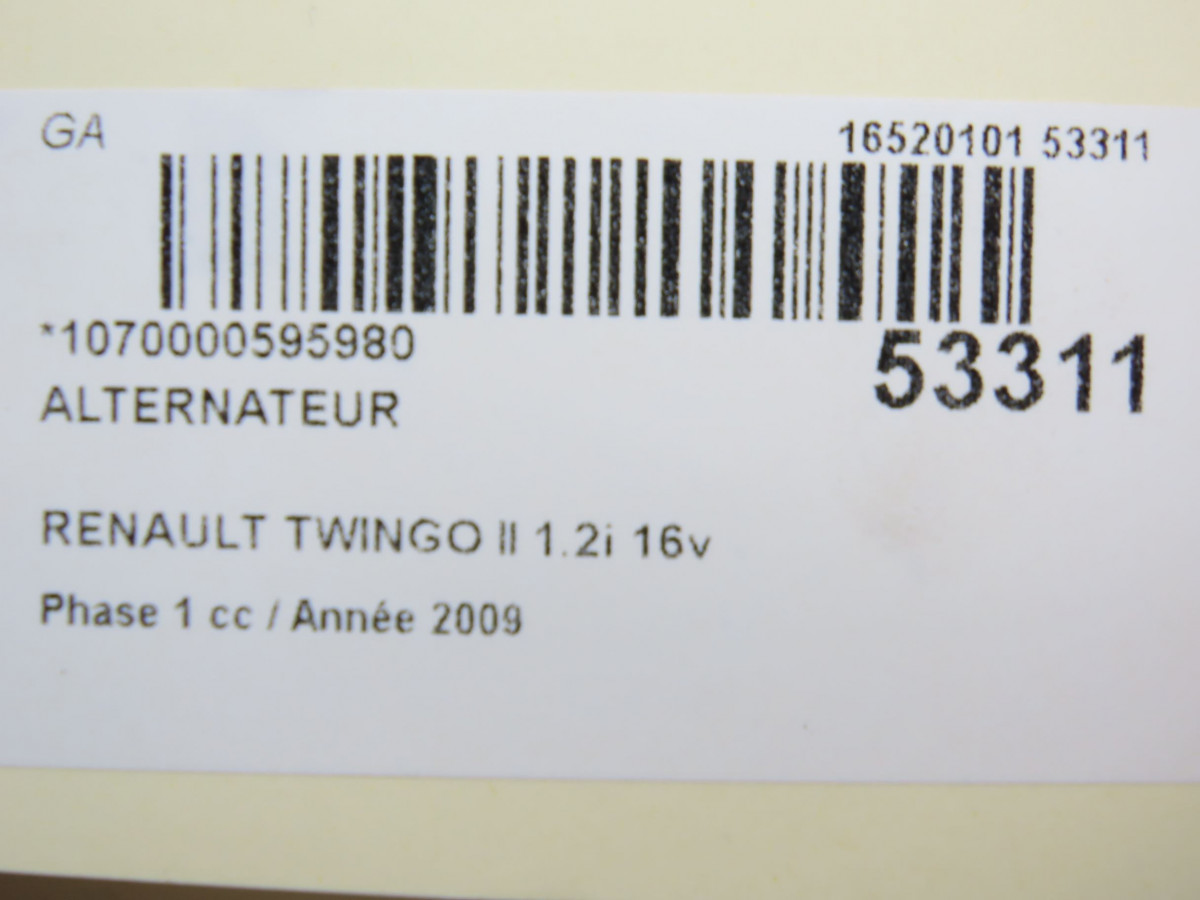 GA
16520101 53311
*1070000595980
53311
ALTERNATEUR
RENAULT TWINGO II 1.2i 16v
Phase 1 cc / Année 2009